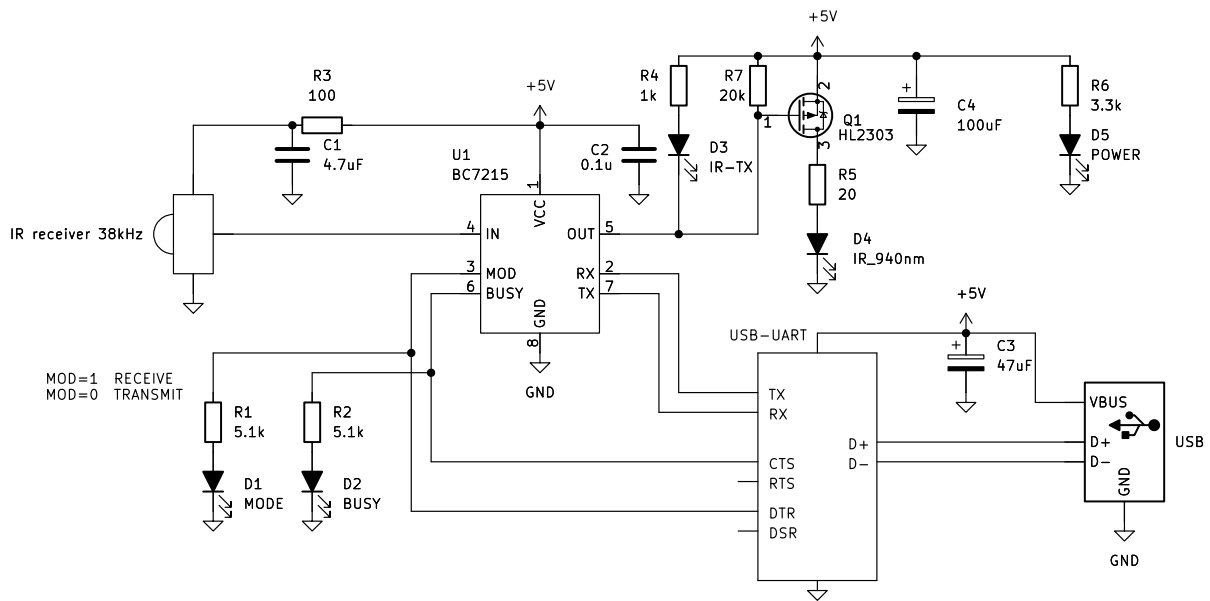 +5V
R4
1k
R7
20k
2
R3
100
+5V
R6
3.3k
C4
100uF
1
Q1
HL2303
3
C1
4.7uF
U1
BC7215
C2
0.1u
D3
IR-TX
D5
POWER
R5
20
1
VCC
IR receiver 38kHz
4 IN
OUT 5
D4
IR_940nm
3 MOD
RX 2
6 BUSY
TX 7
+5V
GND
8
GND
USB-UART
C3
47uF
MOD=1 RECEIVE
MOD=0 TRANSMIT
TX
RX
VBUS
R1
5.1k
R2
5.1k
D+
D-
D+
D-
USB
CTS
RTS
GND
D1
MODE
D2
BUSY
DTR
DSR
GND
+
+